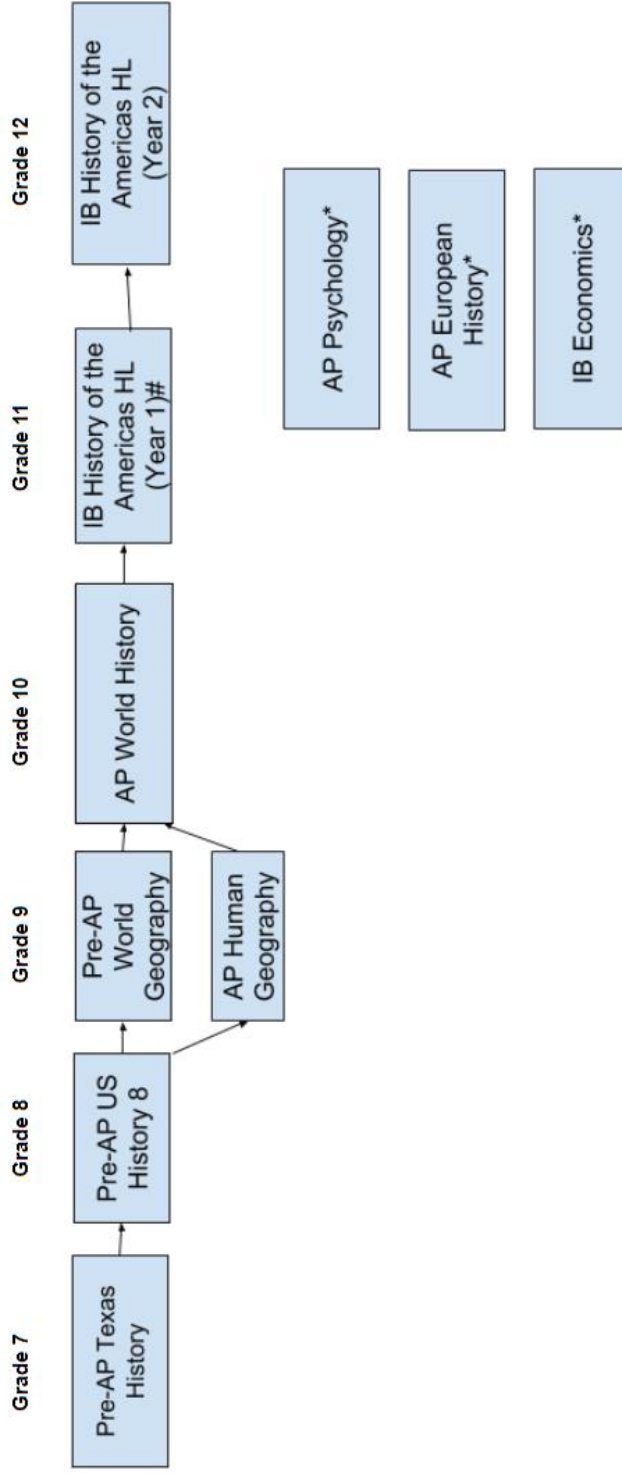 Grade 7
Grade 8
Grade 9
Grade 10
Grade 11
Grade 12
Pre-AP Texas
History
Pre-AP US
History 8
Pre-AP
World
Geography
AP World History
IB History of the
Americas HL
(Year 1)#
IB History of the
Americas HL
(Year 2)
AP Human
Geography
AP Psychology*
AP European
History*
IB Economics*